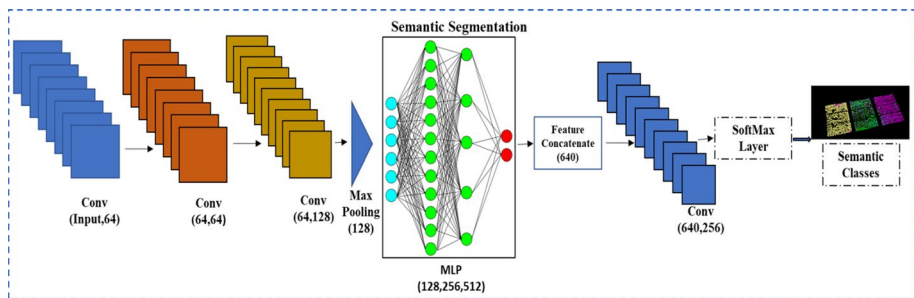 Semantic Segmentation
Conv
(Input,64)
Conv
(64,64)
Conv
(64,128)
Max
Pooling
(128)
MLP
(128,256,512)
Feature
Concatenate
(640)
Conv
(640,256)
SoftMax
Layer
Semantic
Classes